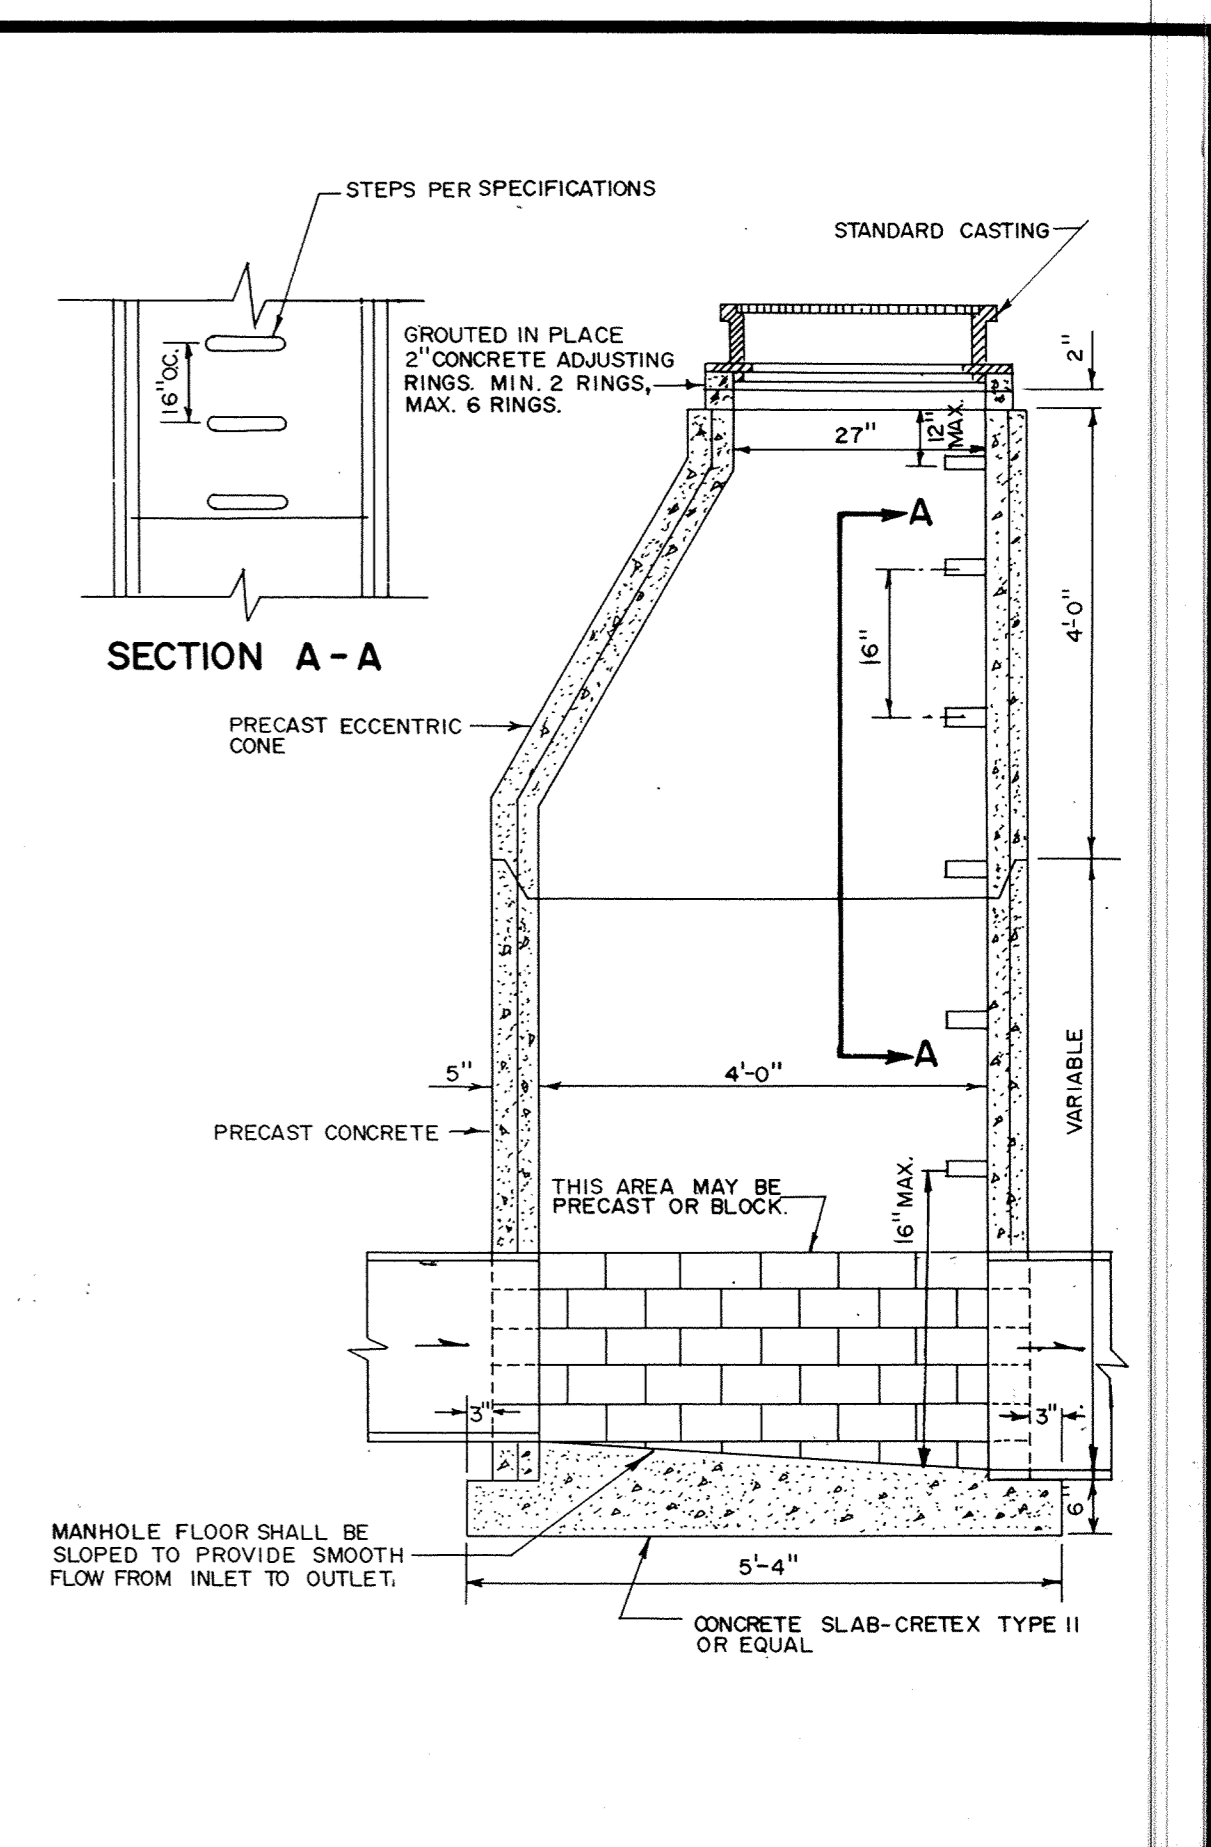 STEPS PER SPECIFICATIONS
STANDARD CASTING
GROUTED IN PLACE
2" CONCRETE ADJUSTING
RINGS. MIN. 2 RINGS,
MAX. 6 RINGS.
16" O.C.
2"
27"
12"
MAX.
A
SECTION A-A
16"
4'-0"
PRECAST ECCENTRIC
CONE
A
5"
4'-0"
VARIABLE
PRECAST CONCRETE
THIS AREA MAY BE
PRECAST OR BLOCK.
16" MAX.
3"
3"
6"
MANHOLE FLOOR SHALL BE
SLOPED TO PROVIDE SMOOTH
FLOW FROM INLET TO OUTLET.
5'-4"
CONCRETE SLAB-CRETEX TYPE II
OR EQUAL